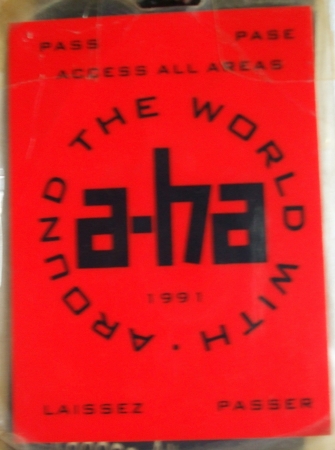 PASS PASE
ACCESS ALL AREAS
AROUND THE WORLD WITH ·
a-ha
1991
LAISSEZ PASSER